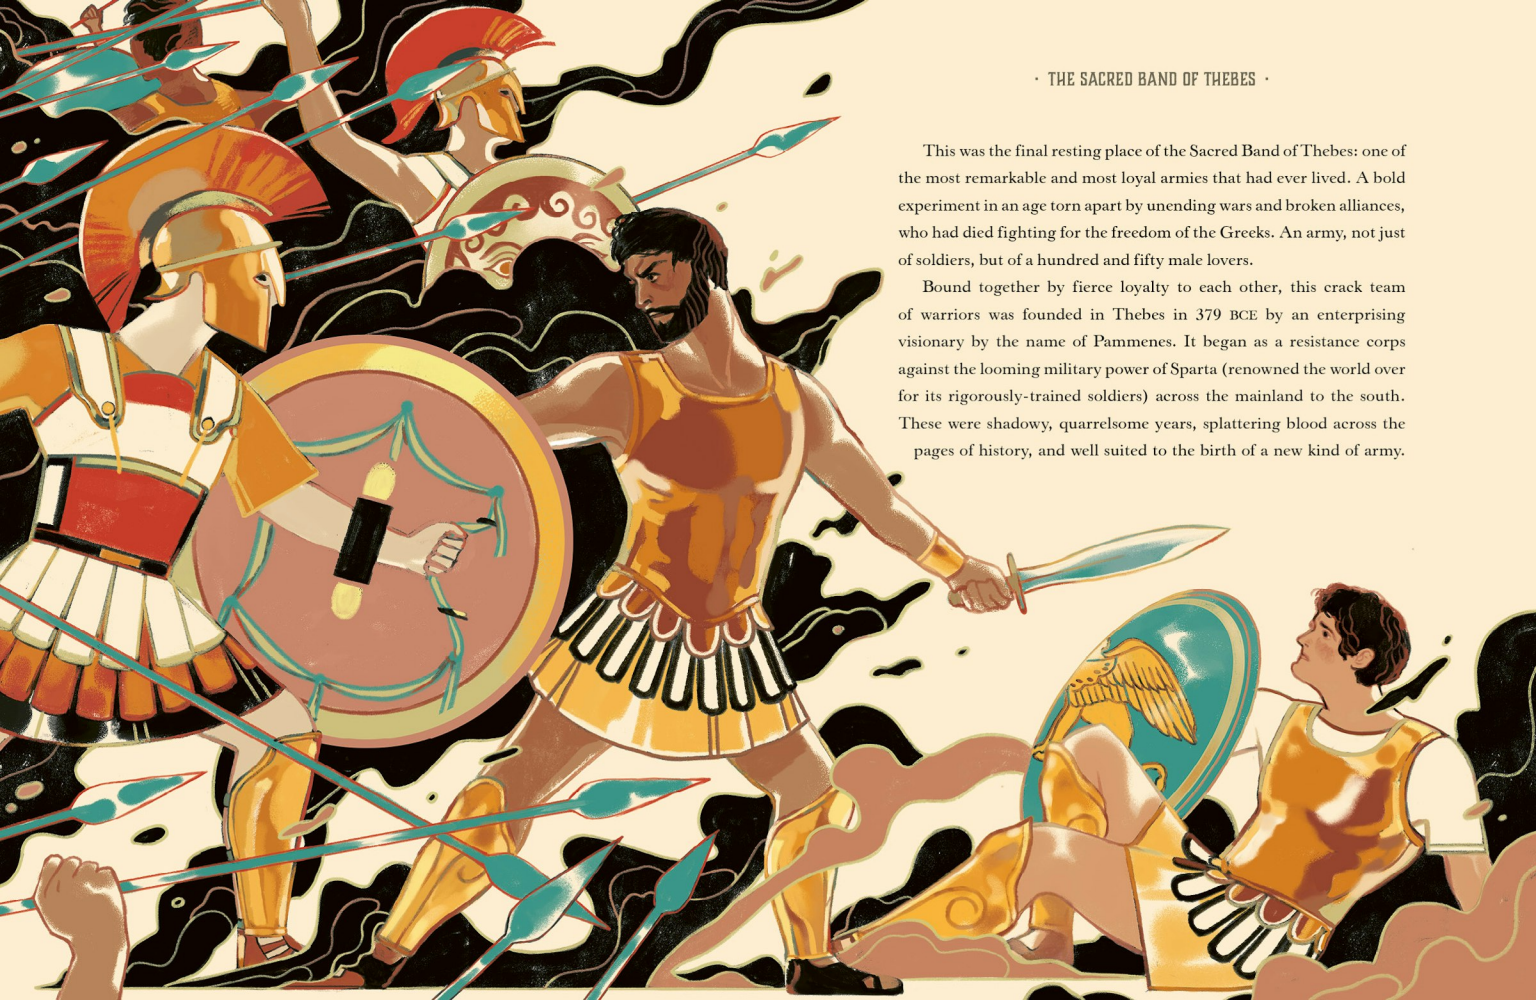 · THE SACRED BAND OF THEBES ·
This was the final resting place of the Sacred Band of Thebes: one of
the most remarkable and most loyal armies that had ever lived. A bold
experiment in an age torn apart by unending wars and broken alliances,
who had died fighting for the freedom of the Greeks. An army, not just
of soldiers, but of a hundred and fifty male lovers.
Bound together by fierce loyalty to each other, this crack team
of warriors was founded in Thebes in 379 BCE by an enterprising
visionary by the name of Pammenes. It began as a resistance corps
against the looming military power of Sparta (renowned the world over
for its rigorously-trained soldiers) across the mainland to the south.
These were shadowy, quarrelsome years, splattering blood across the
pages of history, and well suited to the birth of a new kind of army.